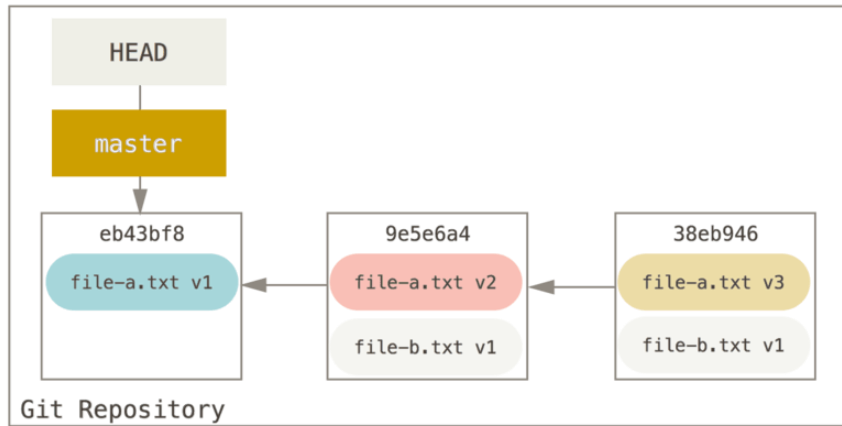 HEAD
master
eb43bf8
file-a.txt v1
9e5e6a4
file-a.txt v2
file-b.txt v1
38eb946
file-a.txt v3
file-b.txt v1
Git Repository